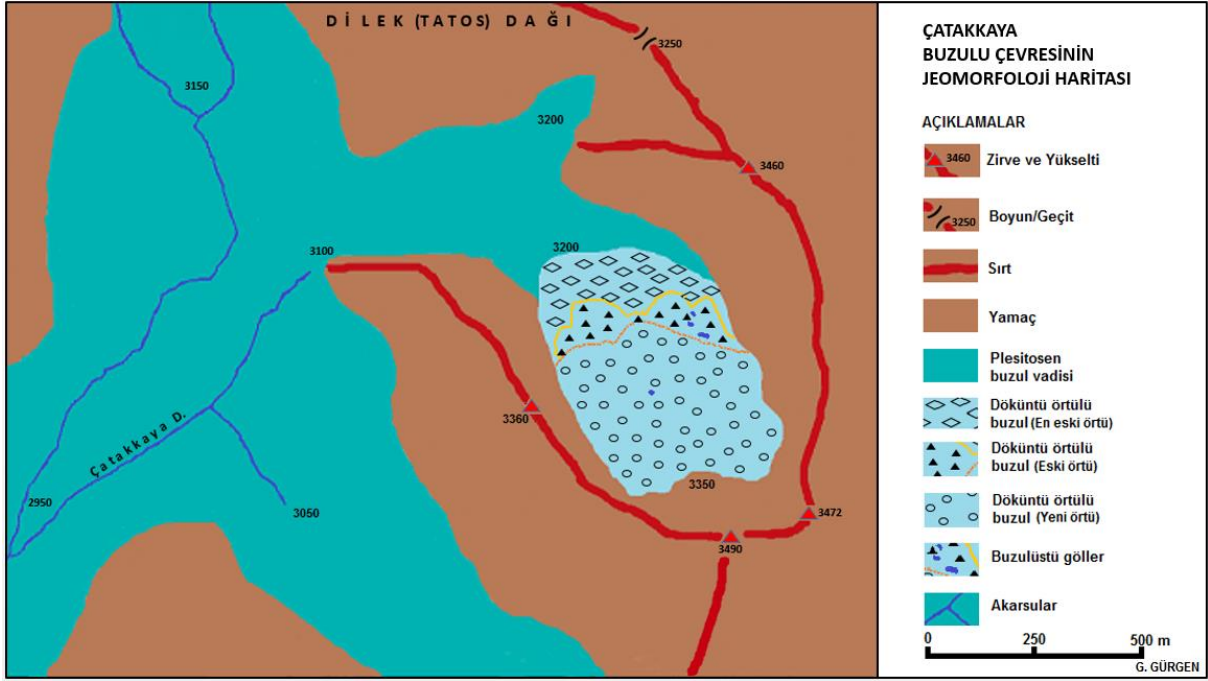 DİLEK (TATOS) DAĞI
3250
3150
3200
3460
3200
3100
3360
Çatakkaya D.
3350
2950
3050
3472
3490
ÇATAKKAYA
BUZULU ÇEVRESİNİN
JEOMORFOLOJİ HARİTASI
AÇIKLAMALAR
3460 Zirve ve Yükselti
3250 Boyun/Geçit
Sırt
Yamaç
Plesitosen
buzul vadisi
Döküntü örtülü
buzul (En eski örtü)
Döküntü örtülü
buzul (Eski örtü)
Döküntü örtülü
buzul (Yeni örtü)
Buzulüstü göller
Akarsular
0 250 500 m
G. GÜRGEN